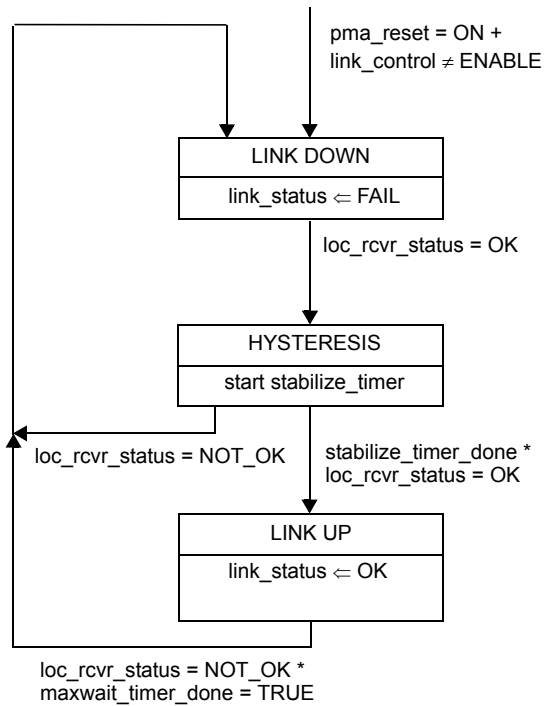 pma_reset = ON +
link_control ≠ ENABLE
LINK DOWN
link_status ⇐ FAIL
loc_rcvr_status = OK
HYSTERESIS
start stabilize_timer
loc_rcvr_status = NOT_OK
stabilize_timer_done *
loc_rcvr_status = OK
LINK UP
link_status ⇐ OK
loc_rcvr_status = NOT_OK *
maxwait_timer_done = TRUE